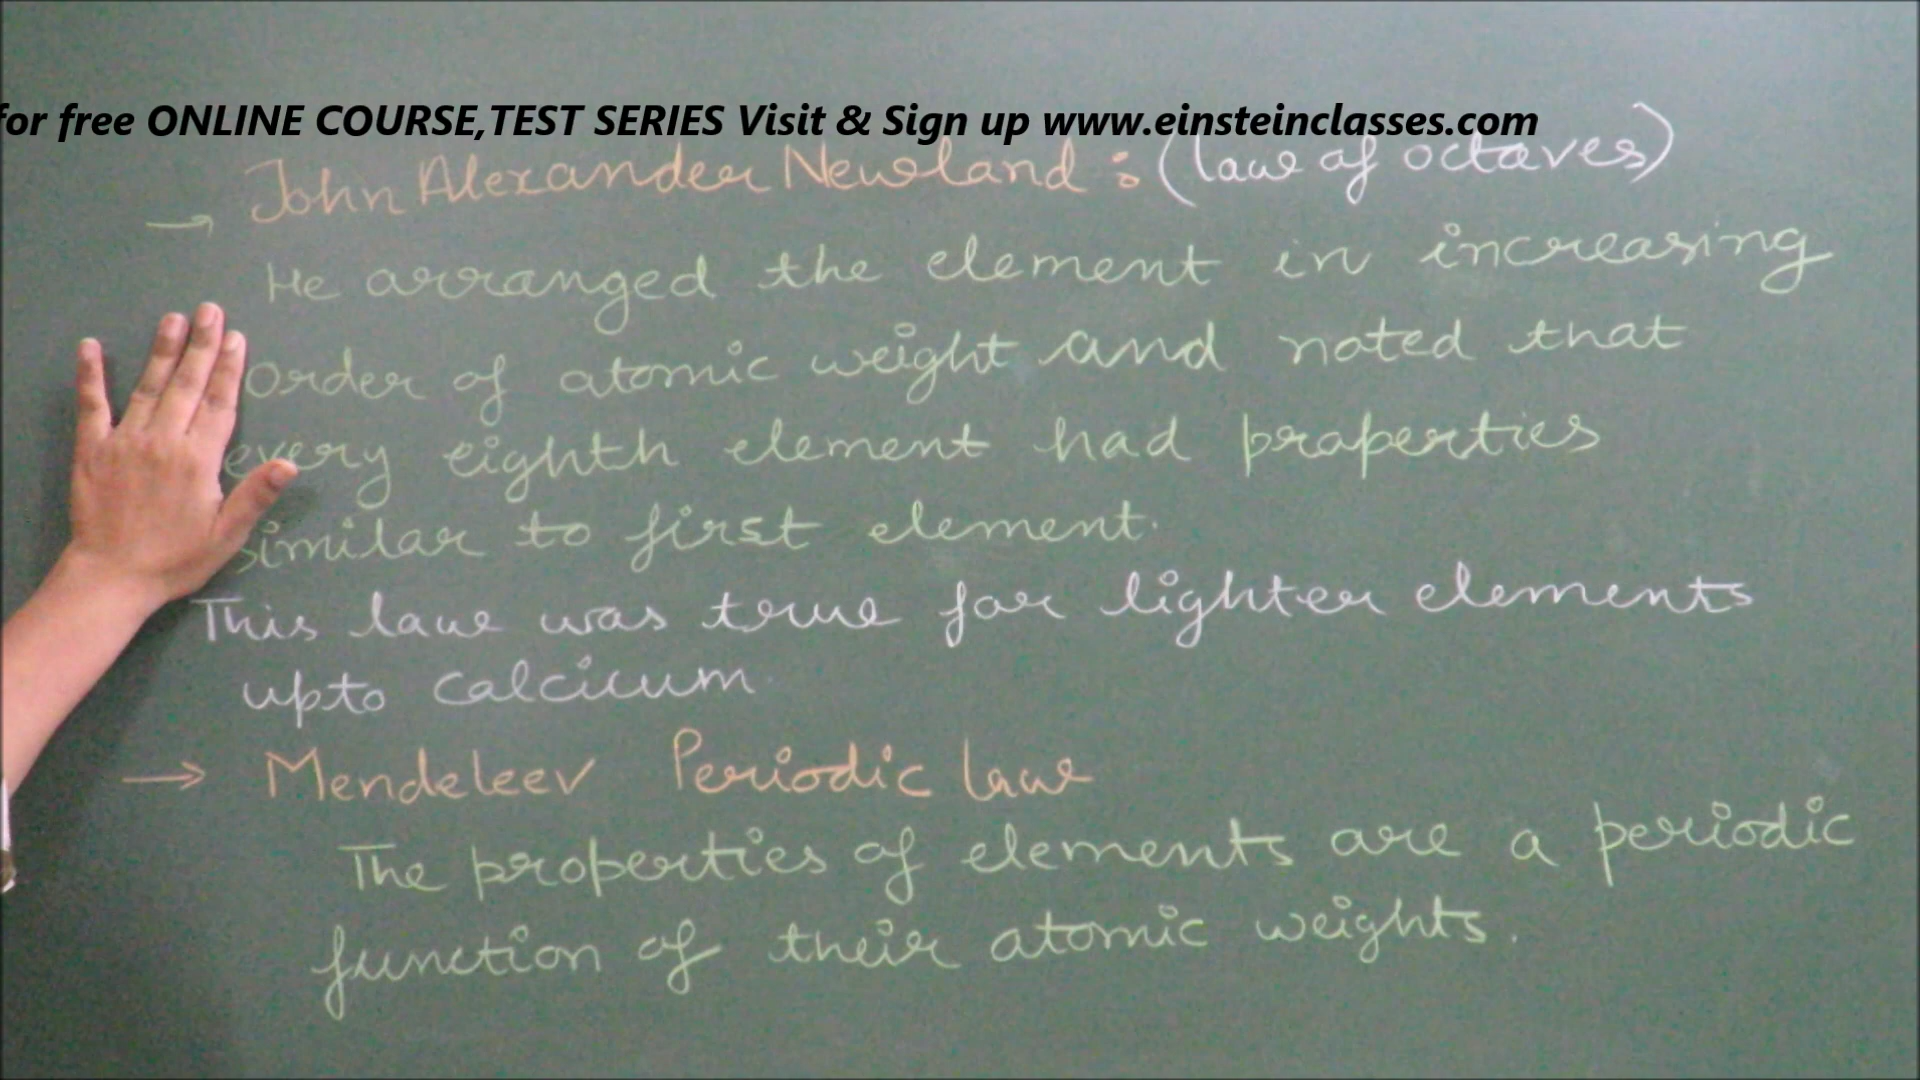 for free ONLINE COURSE,TEST SERIES Visit & Sign up www.einsteinclasses.com
→ John Alexander Newland : (law of octaves)
He arranged the element in increasing
order of atomic weight and noted that
every eighth element had properties
similar to first element.
This law was true for lighter elements
upto Calcicum
→ Mendeleev Periodic law
The properties of elements are a periodic
function of their atomic weights.